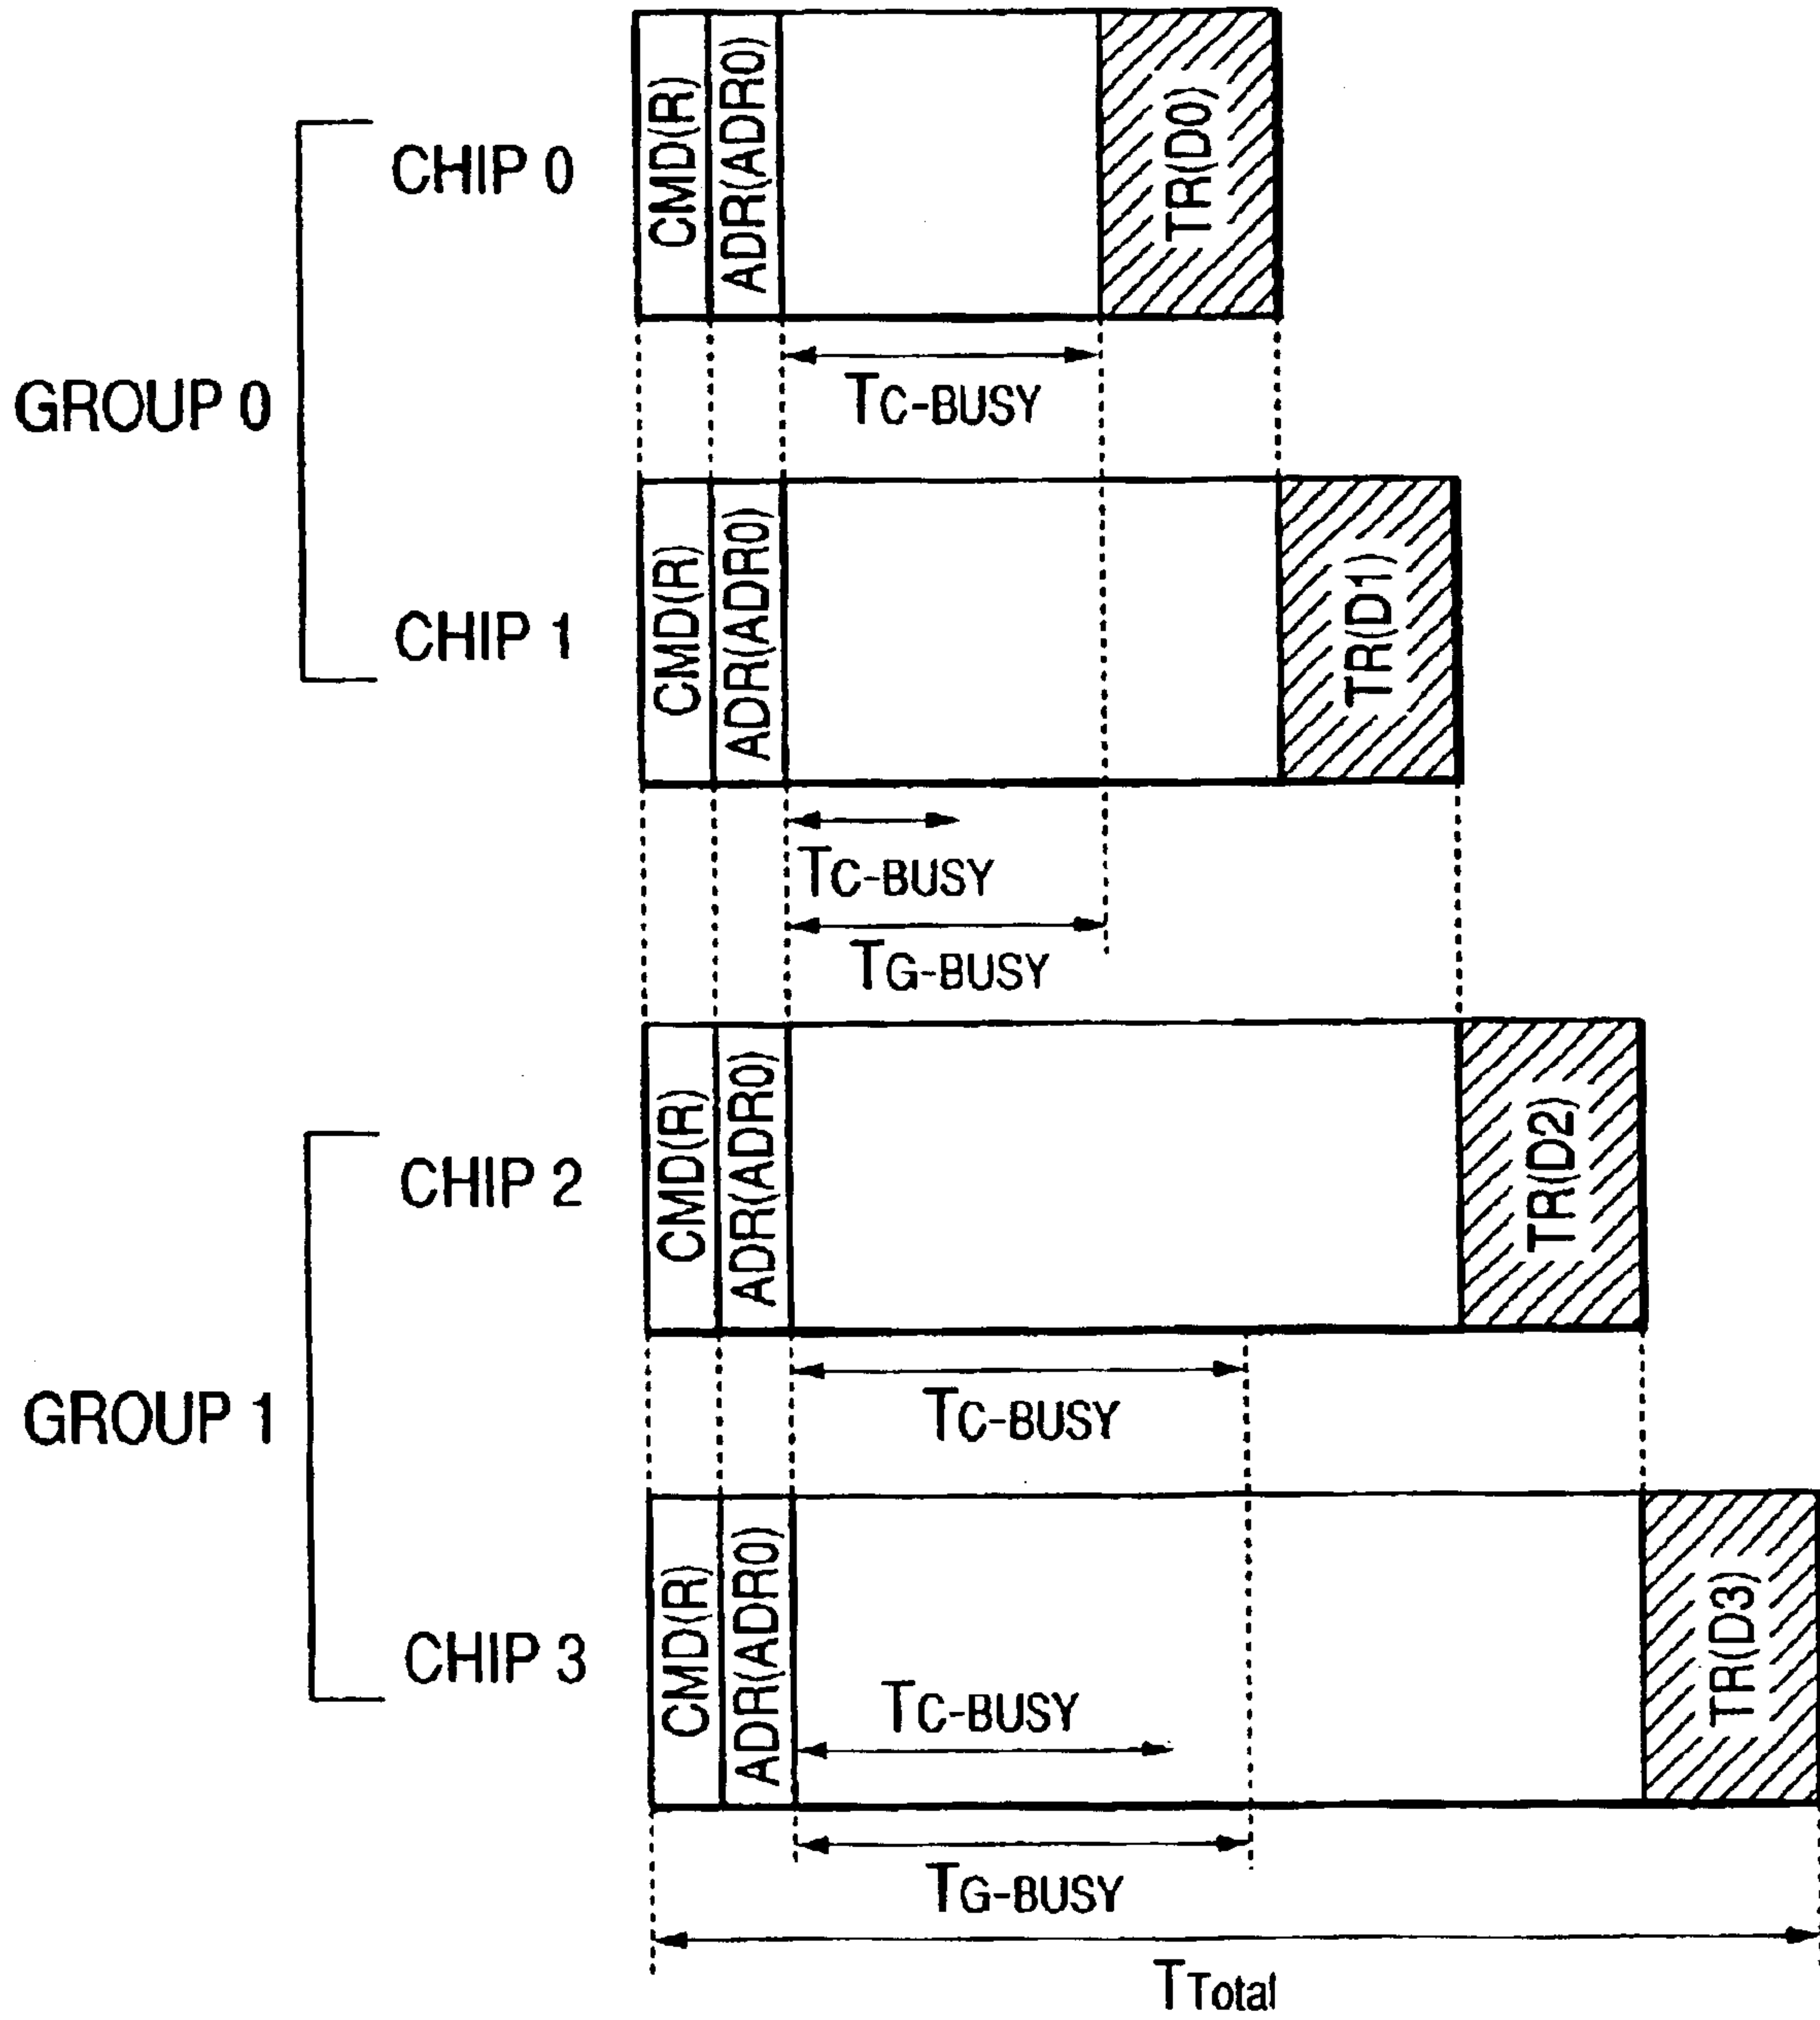 GROUP 0
CHIP 0
CMD(R)
ADR(ADR0)
TR(D0)
TC-BUSY
CHIP 1
CMD(R)
ADR(ADR0)
TR(D1)
TC-BUSY
TG-BUSY
GROUP 1
CHIP 2
CMD(R)
ADR(ADR0)
TR(D2)
TC-BUSY
CHIP 3
CMD(R)
ADR(ADR0)
TC-BUSY
TR(D3)
TG-BUSY
TTotal